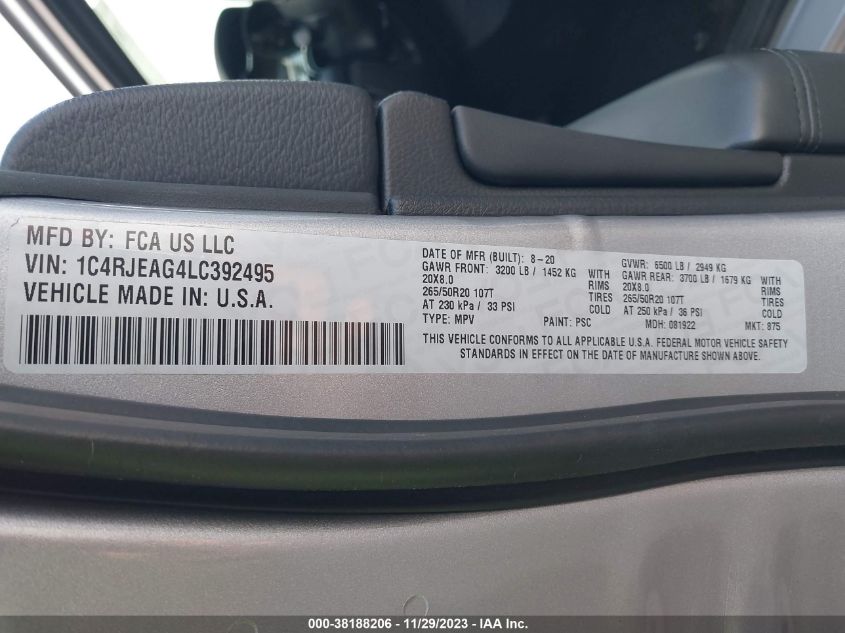 MFD BY: FCA US LLC
VIN: 1C4RJEAG4LC392495
VEHICLE MADE IN: U.S.A.
DATE OF MFR (BUILT): 8-20 GVWR: 6500 LB / 2949 KG
GAWR FRONT: 3200 LB / 1452 KG GAWR REAR: 3700 LB / 1679 KG
20X8.0 RIMS 20X8.0 RIMS
265/50R20 107T TIRES 265/50R20 107T TIRES
AT 230 kPa / 33 PSI COLD AT 250 kPa / 36 PSI COLD
TYPE: MPV PAINT: PSC MDH: 081922 MKT: 875
THIS VEHICLE CONFORMS TO ALL APPLICABLE U.S.A. FEDERAL MOTOR VEHICLE SAFETY
STANDARDS IN EFFECT ON THE DATE OF MANUFACTURE SHOWN ABOVE.
000-38188206 - 11/29/2023 - IAA Inc.